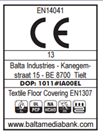 EN14041
CE
13
Balta Industries - Kanegem-
straat 15 - BE 8700 Tielt
DOP: 1011#IA00EL
Textile Floor Covering EN1307
www.baltamediabank.com